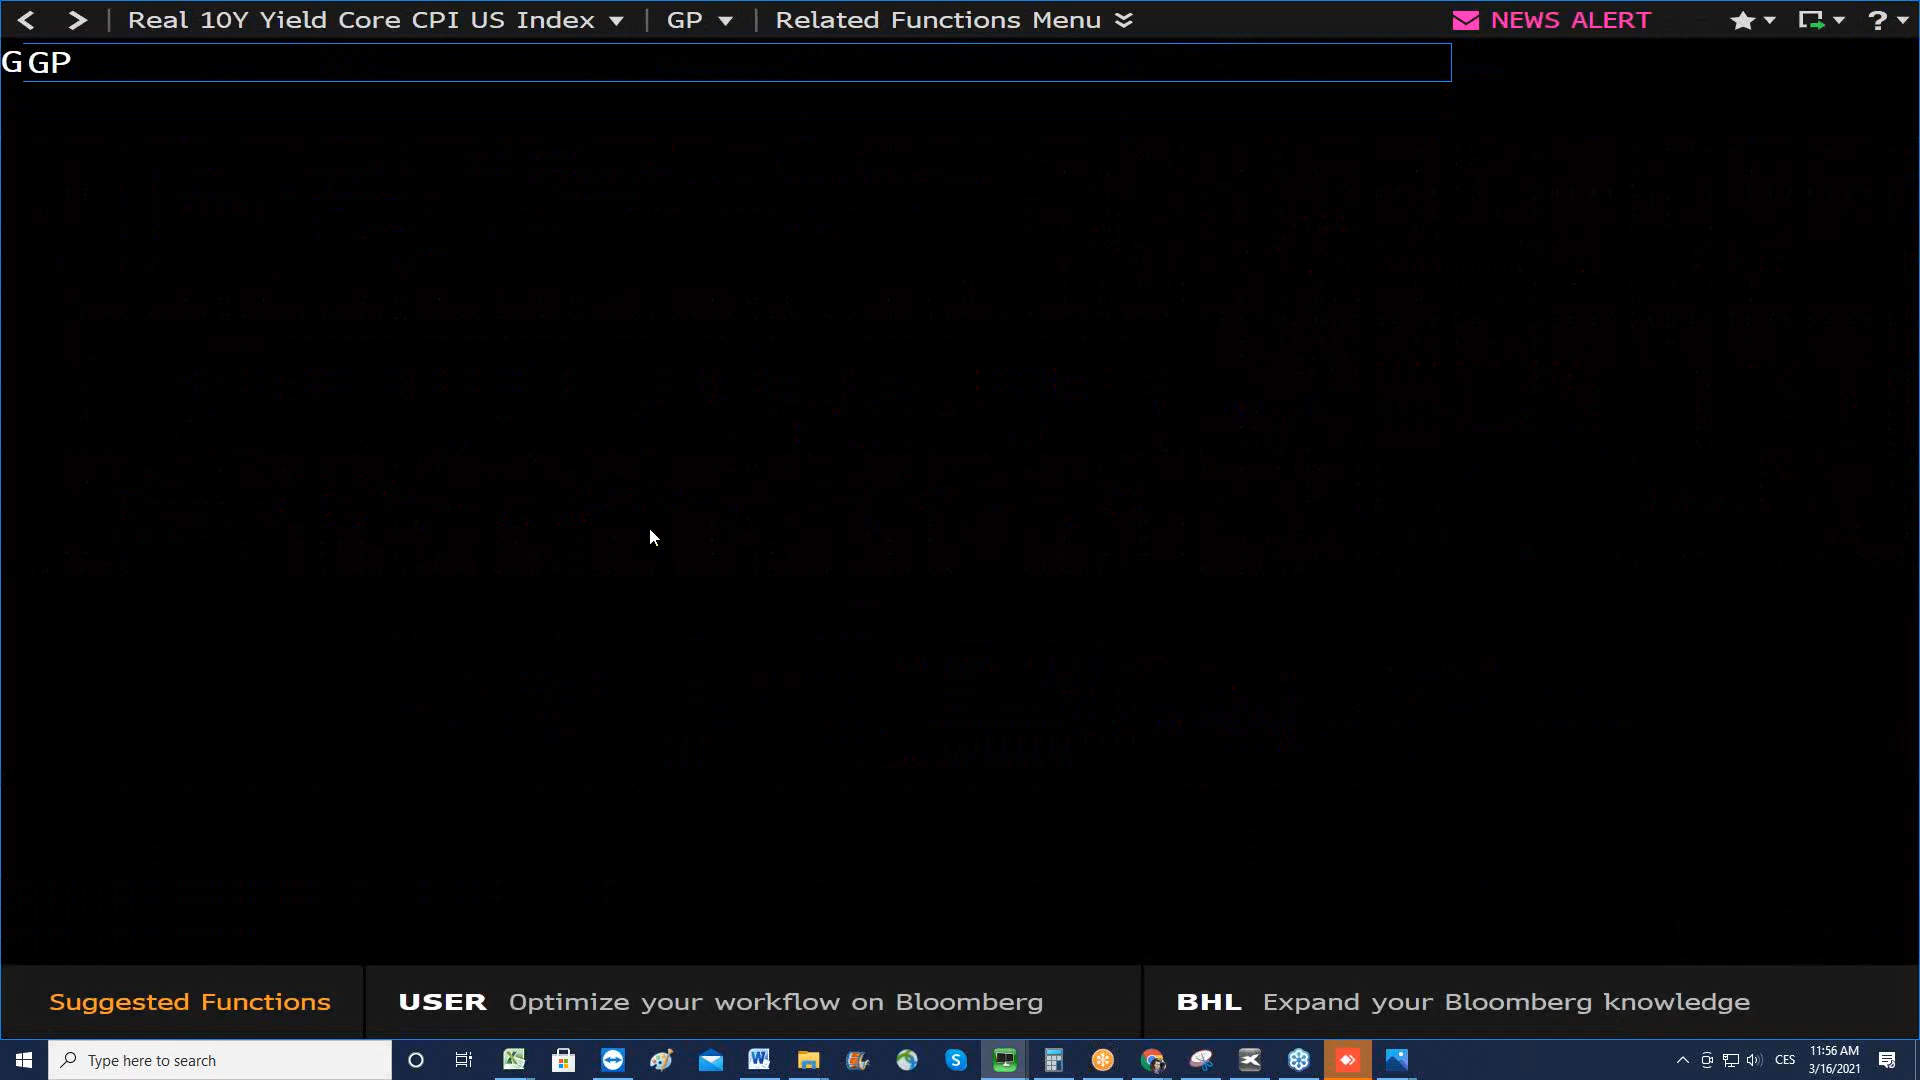 Real 10Y Yield Core CPI US Index | GP | Related Functions Menu NEWS ALERT ?
G GP
Suggested Functions USER Optimize your workflow on Bloomberg BHL Expand your Bloomberg knowledge
Type here to search CES 11:56 AM
3/16/2021